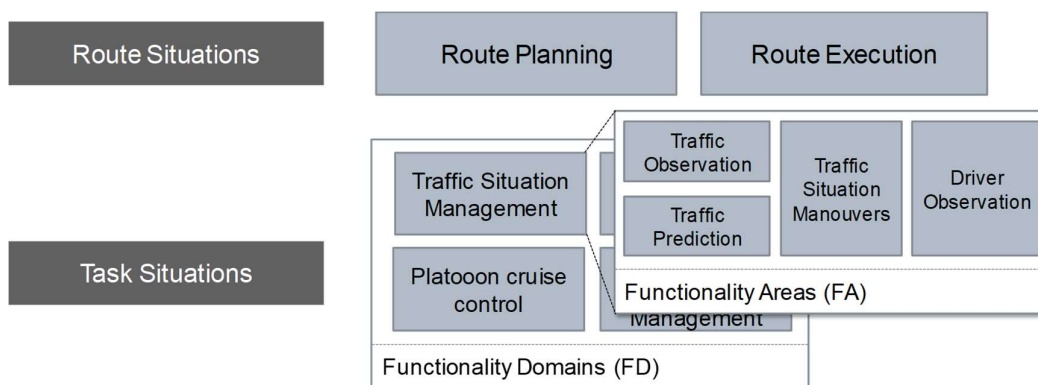 Route Situations
Route Planning
Route Execution
Traffic
Observation
Traffic
Prediction
Traffic
Situation
Manouvers
Driver
Observation
Functionality Areas (FA)
Traffic Situation
Management
Task Situations
Platooon cruise
control
Management
Functionality Domains (FD)